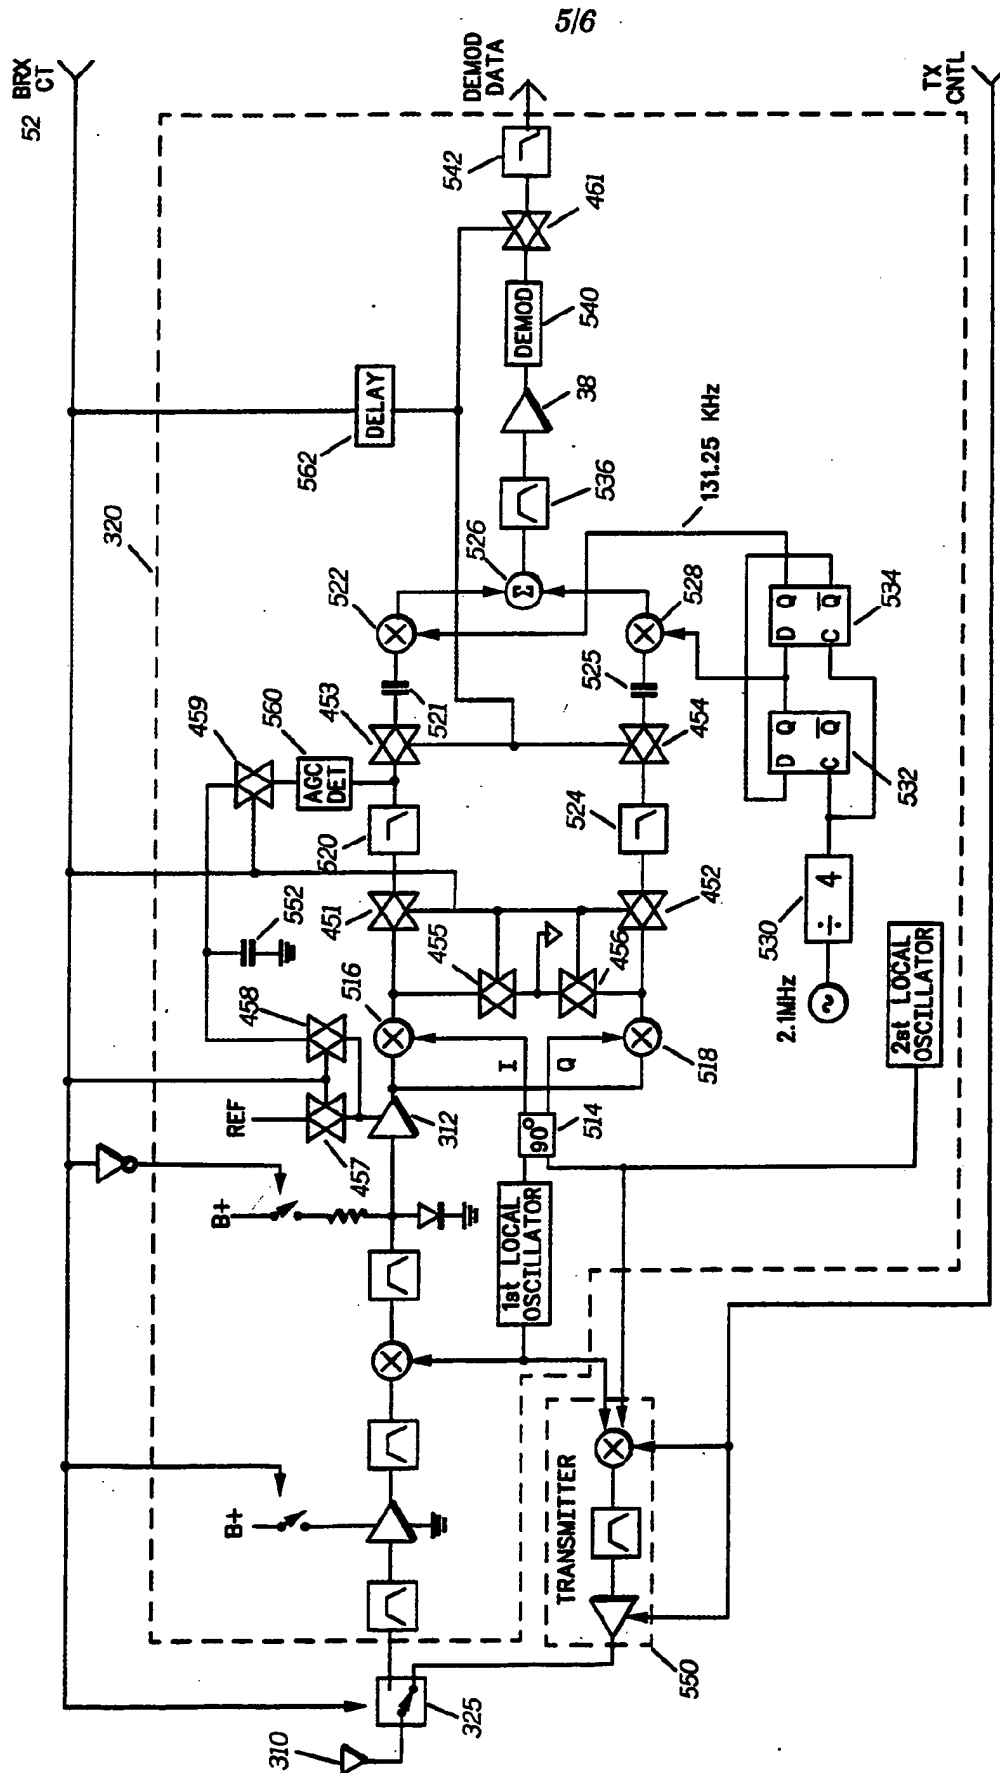 5/6
52 BRX
CT
DEMOD
DATA
TX
CNTL
542
461
DEMOD
540
38
DELAY
562
536
131.25 KHz
320
526
Σ
522
528
D Q
C Q̅
534
525
521
453
454
459
560
AGC
DET
D Q
C Q̅
532
520
524
451
452
552
455
456
÷ 4
530
2.1MHz
2st LOCAL
OSCILLATOR
458
516
518
I
Q
REF
312
457
90°
514
B+
1st LOCAL
OSCILLATOR
B+
TRANSMITTER
550
325
310